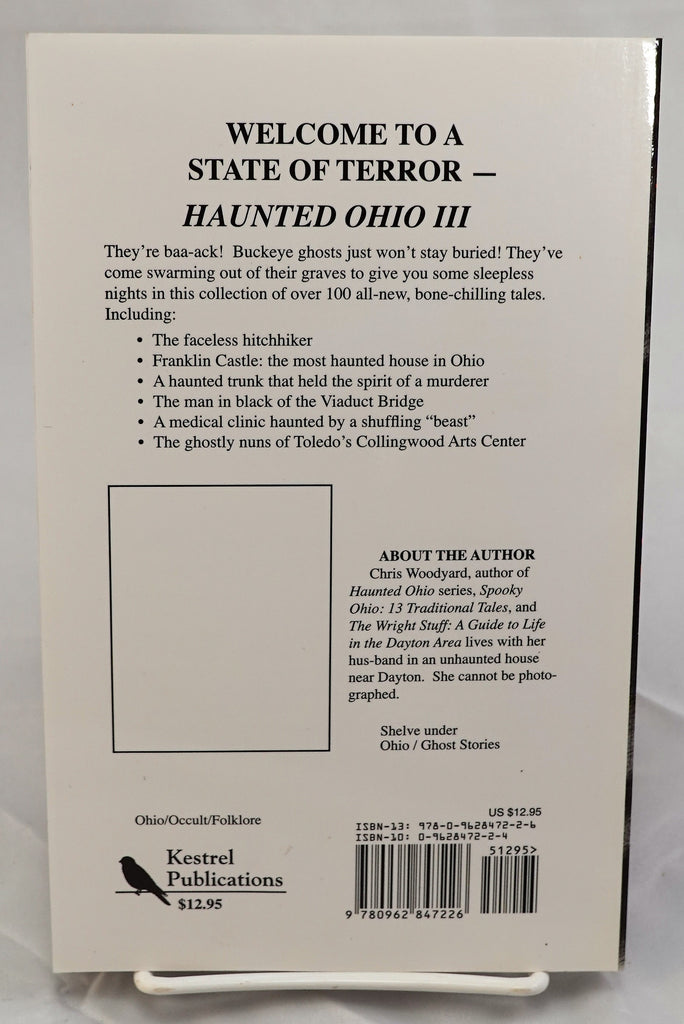 WELCOME TO A
STATE OF TERROR —
HAUNTED OHIO III
They're baa-ack! Buckeye ghosts just won't stay buried! They've
come swarming out of their graves to give you some sleepless
nights in this collection of over 100 all-new, bone-chilling tales.
Including:
• The faceless hitchhiker
• Franklin Castle: the most haunted house in Ohio
• A haunted trunk that held the spirit of a murderer
• The man in black of the Viaduct Bridge
• A medical clinic haunted by a shuffling “beast”
• The ghostly nuns of Toledo's Collingwood Arts Center
ABOUT THE AUTHOR
Chris Woodyard, author of
Haunted Ohio series, Spooky
Ohio: 13 Traditional Tales, and
The Wright Stuff: A Guide to Life
in the Dayton Area lives with her
hus-band in an unhaunted house
near Dayton. She cannot be photo-
graphed.
Shelve under
Ohio / Ghost Stories
Ohio/Occult/Folklore
Kestrel
Publications
$12.95
US $12.95
ISBN-13: 978-0-9628472-2-6
ISBN-10: 0-9628472-2-4
51295>
9 780962 847226